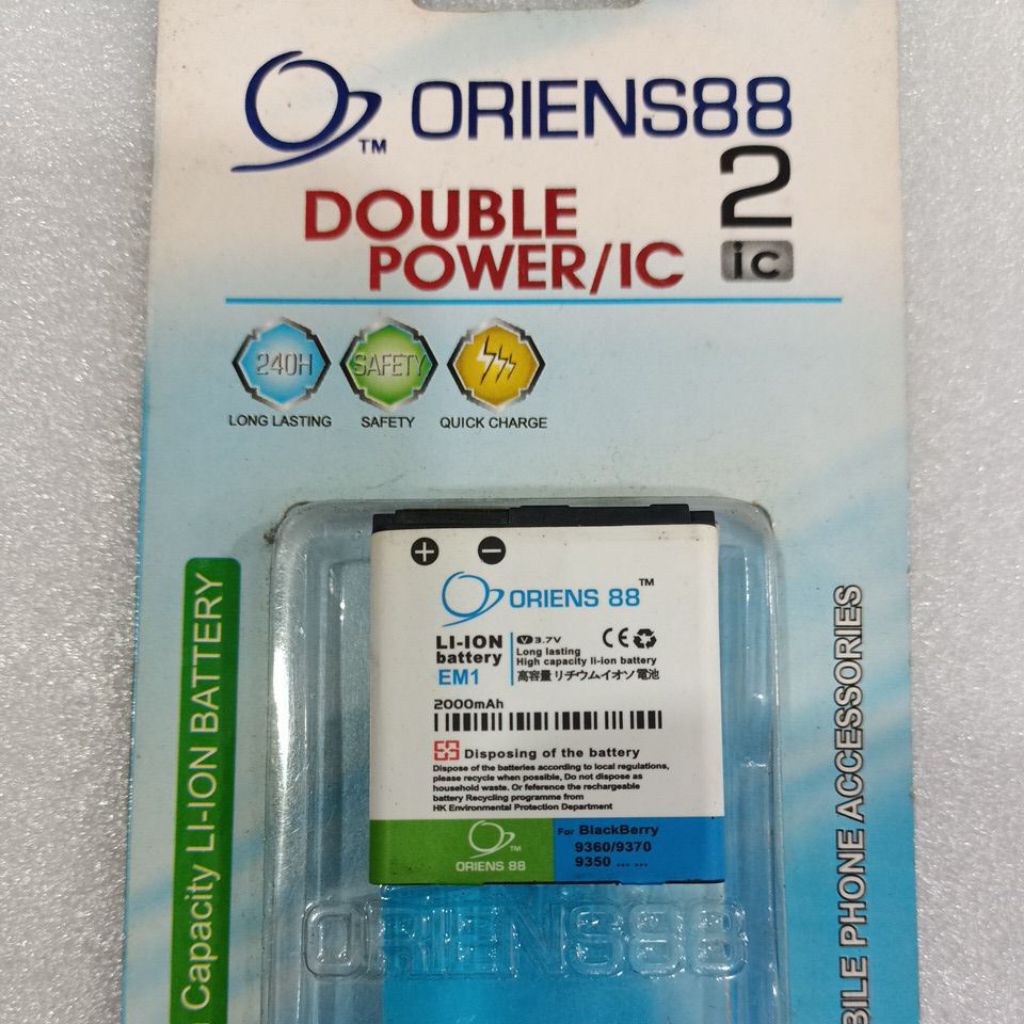 ORIENS88
TM
2
ic
DOUBLE
POWER/IC
240H
SAFETY
LONG LASTING
SAFETY
QUICK CHARGE
Capacity LI-ION BATTERY
BILE PHONE ACCESSORIES
+ −
ORIENS 88 TM
LI-ION
battery
EM1
V 3.7V
CE
Long lasting
High capacity li-ion battery
高容量リチウムイオソ電池
2000mAh
Disposing of the battery
Dispose of the batteries according to local regulations,
please recycle when possible, Do not dispose as
household waste. Or reference the rechargeable
battery Recycling programme from
HK Environmental Protection Department
TM
ORIENS 88
For BlackBerry
9360/9370
9350 ... ...
ORIENS88